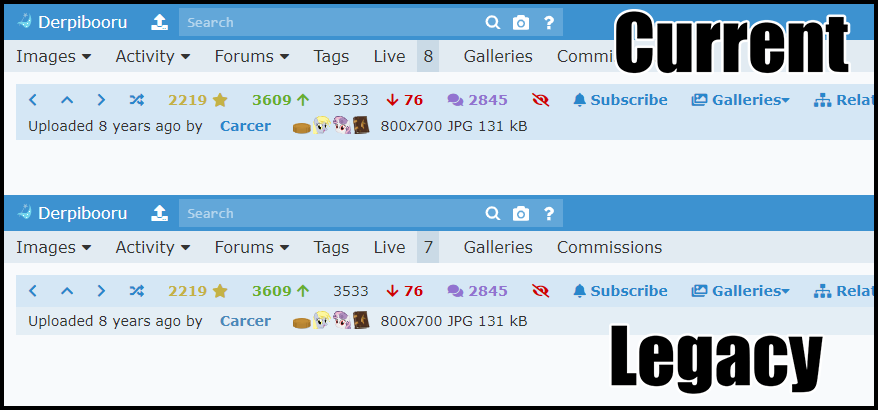 Derpibooru Search ?
Current
Images Activity Forums Tags Live 8 Galleries Commi
2219 3609 3533 76 2845 Subscribe Galleries Relat
Uploaded 8 years ago by Carcer 800x700 JPG 131 kB
Derpibooru Search ?
Images Activity Forums Tags Live 7 Galleries Commissions
2219 3609 3533 76 2845 Subscribe Galleries Relat
Uploaded 8 years ago by Carcer 800x700 JPG 131 kB
Legacy